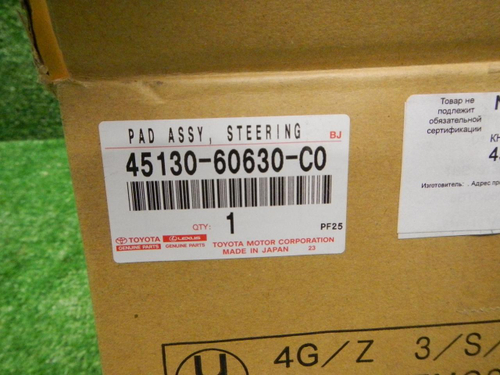 PAD ASSY, STEERING BJ
45130-60630-C0
QTY: 1 PF25
TOYOTA LEXUS
GENUINE PARTS GENUINE PARTS
TOYOTA MOTOR CORPORATION
MADE IN JAPAN 23
Товар не
подлежит
обязательной
сертификации
Изготовитель: . Адрес
4G/Z 3/S/